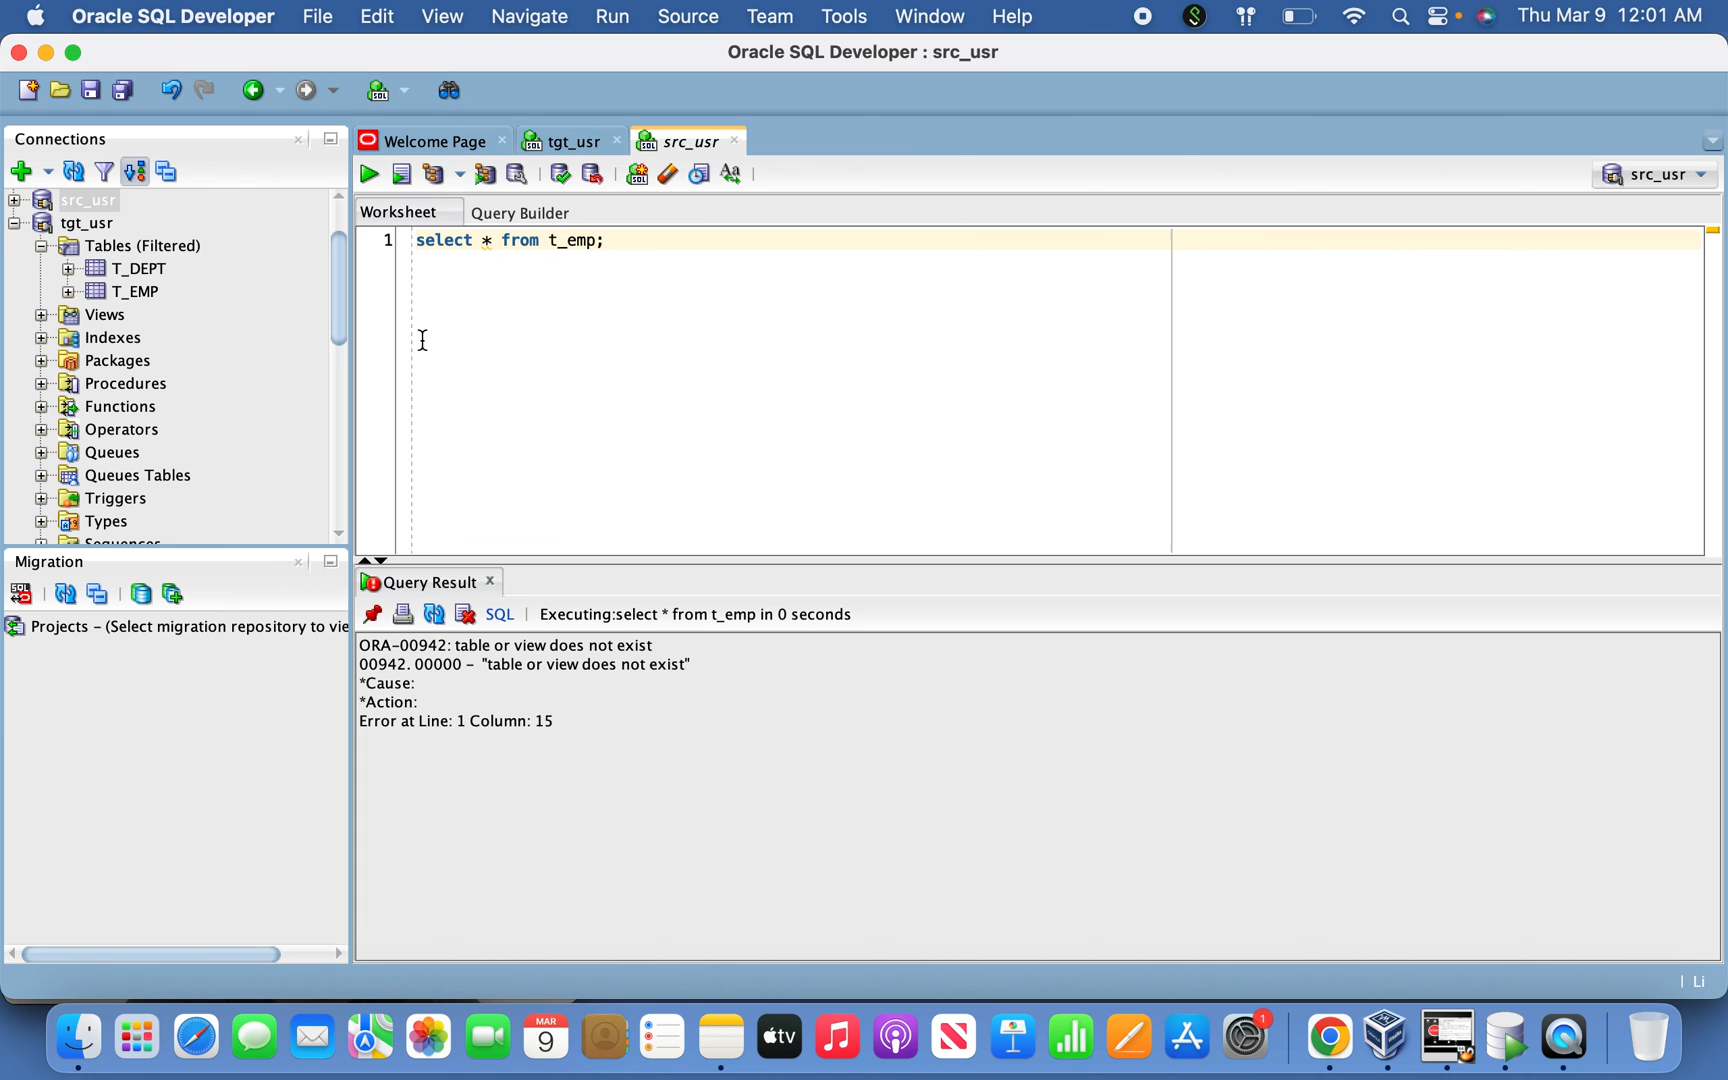 Oracle SQL Developer File Edit View Navigate Run Source Team Tools Window Help Thu Mar 9 12:01 AM
Oracle SQL Developer : src_usr
Connections
Welcome Page
tgt_usr
src_usr
src_usr
Worksheet Query Builder
1 select * from t_emp;
src_usr
tgt_usr
Tables (Filtered)
T_DEPT
T_EMP
Views
Indexes
Packages
Procedures
Functions
Operators
Queues
Queues Tables
Triggers
Types
Sequences
Migration
Projects – (Select migration repository to vie
Query Result
SQL Executing:select * from t_emp in 0 seconds
ORA-00942: table or view does not exist
00942. 00000 - "table or view does not exist"
*Cause:
*Action:
Error at Line: 1 Column: 15
Li
MAR
9
tv
1